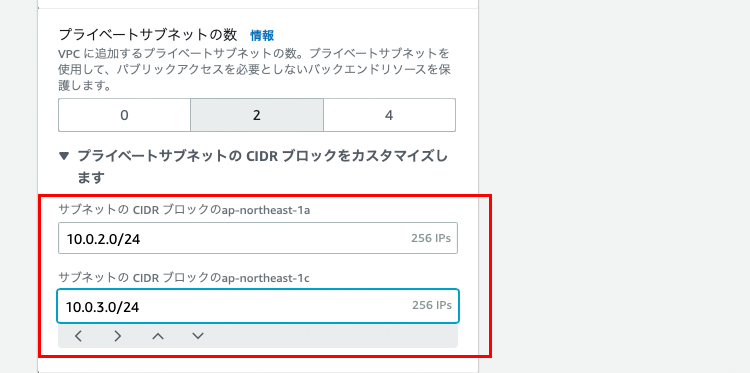 プライベートサブネットの数 情報
VPC に追加するプライベートサブネットの数。プライベートサブネットを
使用して、パブリックアクセスを必要としないバックエンドリソースを保
護します。
0 2 4
▼ プライベートサブネットの CIDR ブロックをカスタマイズし
ます
サブネットの CIDR ブロックのap-northeast-1a
10.0.2.0/24 256 IPs
サブネットの CIDR ブロックのap-northeast-1c
10.0.3.0/24 256 IPs